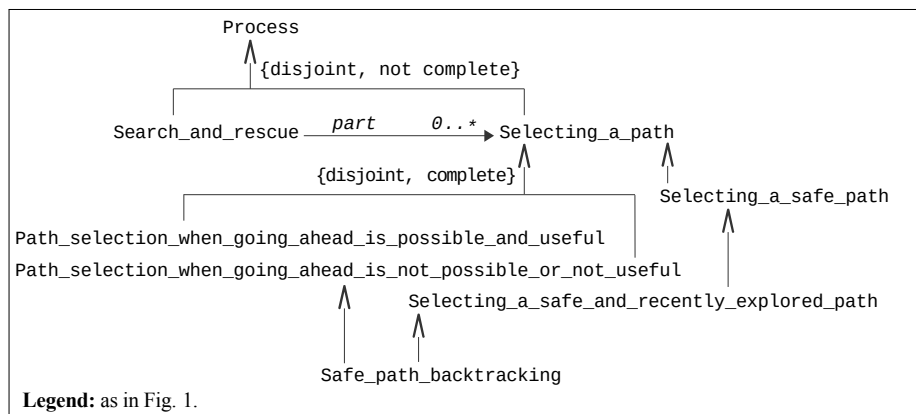 Process
{disjoint, not complete}
Search_and_rescue part 0..* Selecting_a_path
{disjoint, complete}
Selecting_a_safe_path
Path_selection_when_going_ahead_is_possible_and_useful
Path_selection_when_going_ahead_is_not_possible_or_not_useful
Selecting_a_safe_and_recently_explored_path
Safe_path_backtracking
Legend: as in Fig. 1.